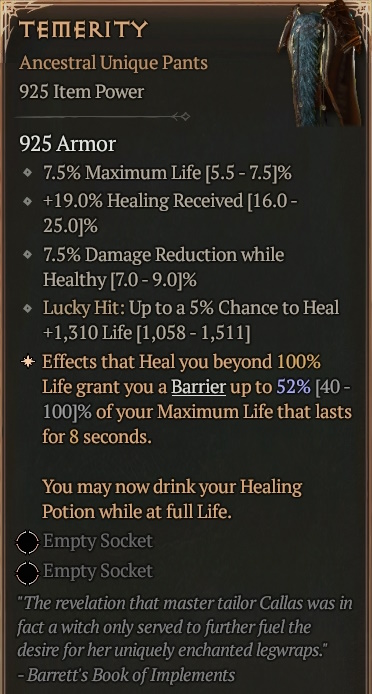 TEMERITY
Ancestral Unique Pants
925 Item Power
925 Armor
7.5% Maximum Life [5.5 - 7.5]%
+19.0% Healing Received [16.0 -
25.0]%
7.5% Damage Reduction while
Healthy [7.0 - 9.0]%
Lucky Hit: Up to a 5% Chance to Heal
+1,310 Life [1,058 - 1,511]
Effects that Heal you beyond 100%
Life grant you a Barrier up to 52% [40 -
100]% of your Maximum Life that lasts
for 8 seconds.
You may now drink your Healing
Potion while at full Life.
Empty Socket
Empty Socket
"The revelation that master tailor Callas was in
fact a witch only served to further fuel the
desire for her uniquely enchanted legwraps."
- Barrett's Book of Implements